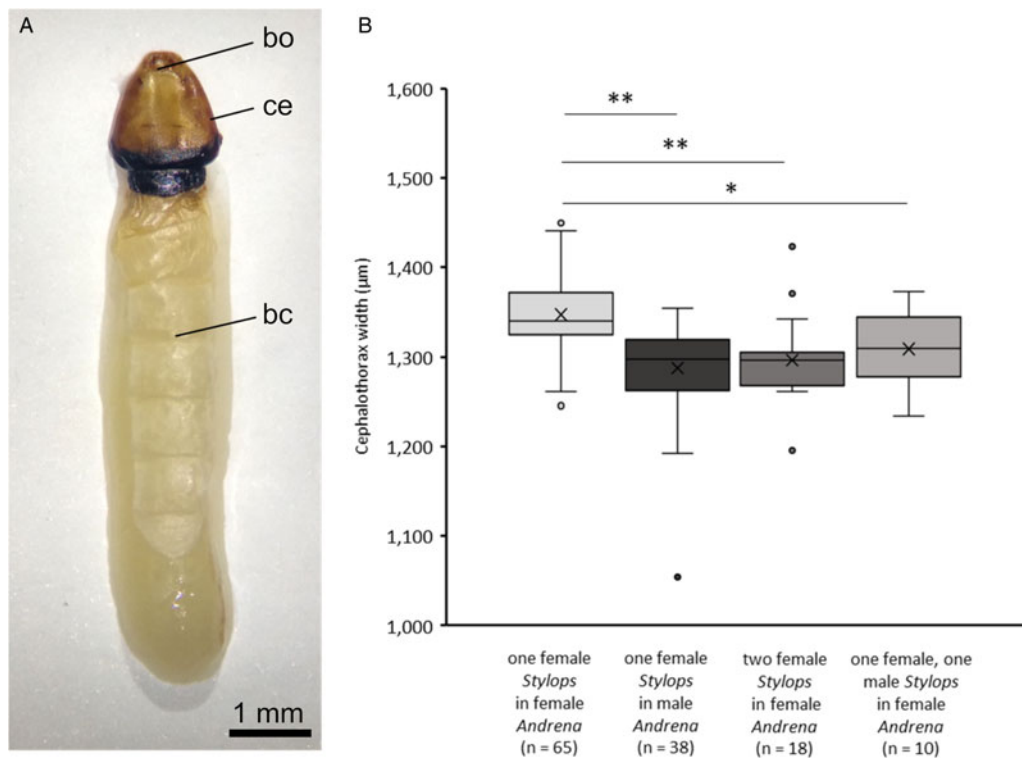 A
bo
ce
bc
1 mm
B
**
**
*
1,600
1,500
1,400
1,300
1,200
1,100
1,000
Cephalothorax width (µm)
one female
Stylops
in female
Andrena
(n = 65)
one female
Stylops
in male
Andrena
(n = 38)
two female
Stylops
in female
Andrena
(n = 18)
one female, one
male Stylops
in female
Andrena
(n = 10)